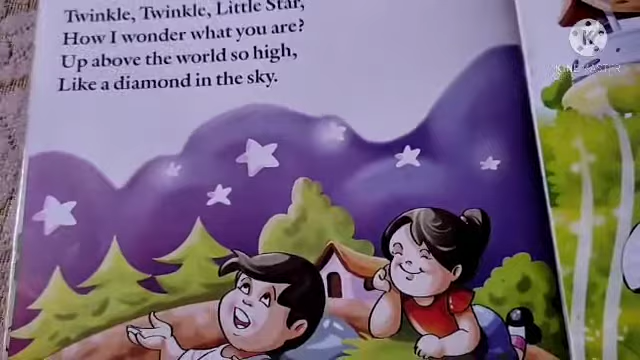 Twinkle, Twinkle, Little Star,
How I wonder what you are?
Up above the world so high,
Like a diamond in the sky.
K
KINEMASTER